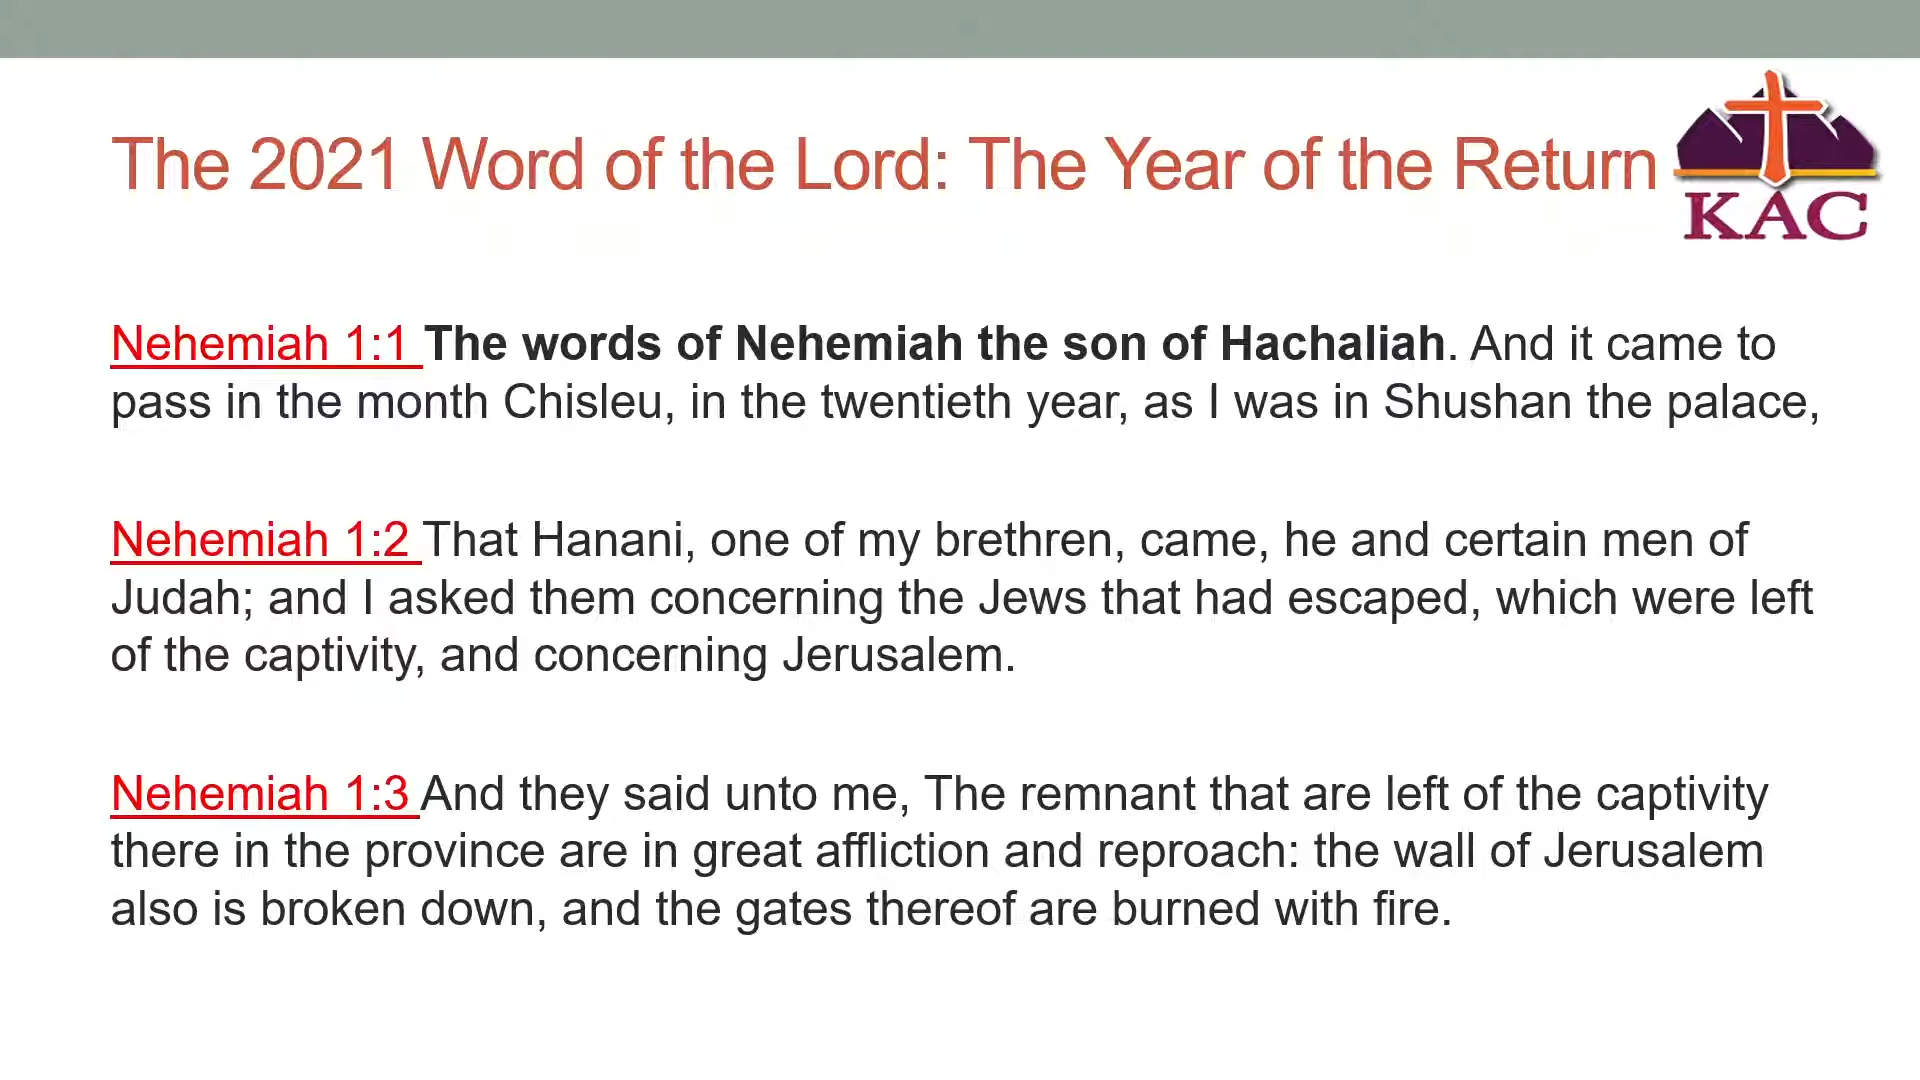 The 2021 Word of the Lord: The Year of the Return
KAC
Nehemiah 1:1 The words of Nehemiah the son of Hachaliah. And it came to
pass in the month Chisleu, in the twentieth year, as I was in Shushan the palace,
Nehemiah 1:2 That Hanani, one of my brethren, came, he and certain men of
Judah; and I asked them concerning the Jews that had escaped, which were left
of the captivity, and concerning Jerusalem.
Nehemiah 1:3 And they said unto me, The remnant that are left of the captivity
there in the province are in great affliction and reproach: the wall of Jerusalem
also is broken down, and the gates thereof are burned with fire.